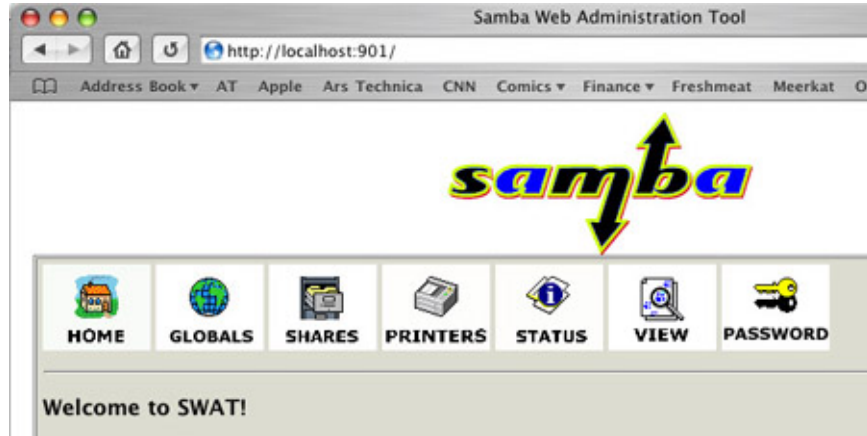 Samba Web Administration Tool
http://localhost:901/
Address Book AT Apple Ars Technica CNN Comics Finance Freshmeat Meerkat
samba
HOME GLOBALS SHARES PRINTERS STATUS VIEW PASSWORD
Welcome to SWAT!